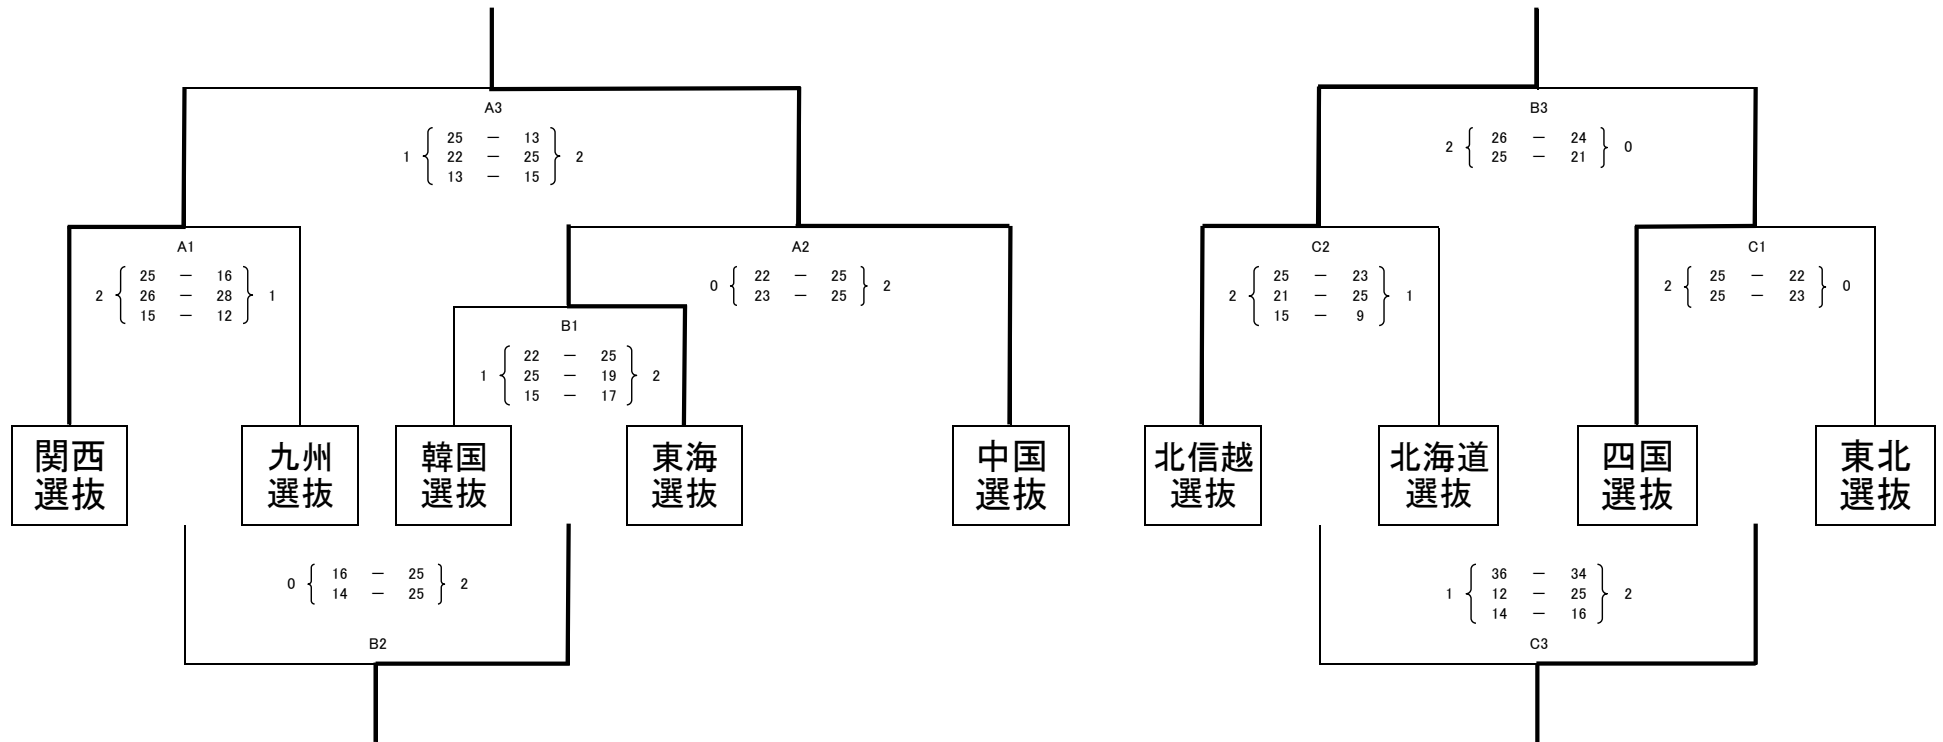 A3
25 － 13
1 { 22 － 25 } 2
13 － 15
B3
2 { 26 － 24 } 0
25 － 21
A1
25 － 16
2 { 26 － 28 } 1
15 － 12
A2
0 { 22 － 25 } 2
23 － 25
B1
22 － 25
1 { 25 － 19 } 2
15 － 17
C2
25 － 23
2 { 21 － 25 } 1
15 － 9
C1
2 { 25 － 22 } 0
25 － 23
関西
選抜
九州
選抜
韓国
選抜
東海
選抜
中国
選抜
北信越
選抜
北海道
選抜
四国
選抜
東北
選抜
0 { 16 － 25 } 2
14 － 25
B2
36 － 34
1 { 12 － 25 } 2
14 － 16
C3